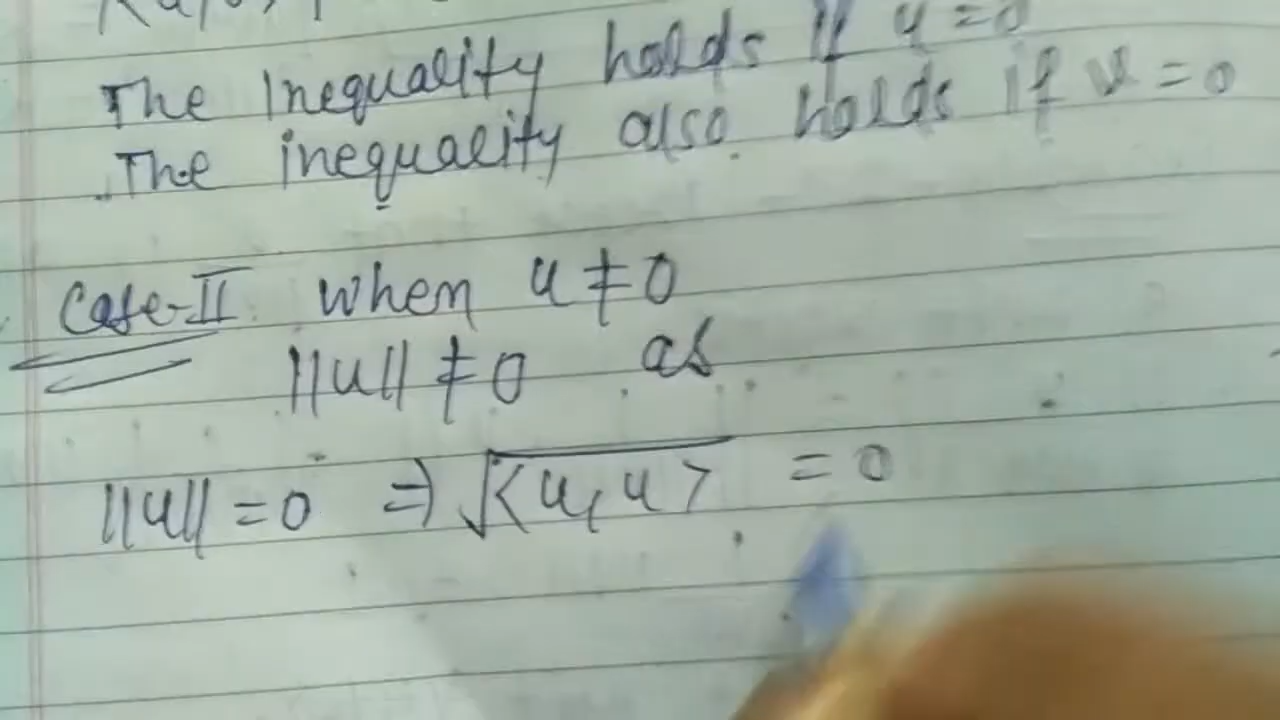 The Inequality holds if u = 0
The inequality also holds if v = 0
Case-II when u ≠ 0
||u|| ≠ 0 as
||u|| = 0 ⇒ √<u, u> = 0